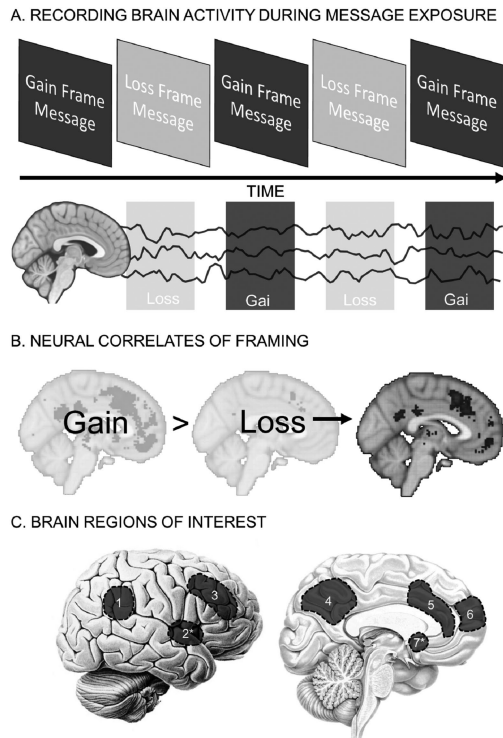 A. RECORDING BRAIN ACTIVITY DURING MESSAGE EXPOSURE
Gain Frame
Message
Loss Frame
Message
Gain Frame
Message
Loss Frame
Message
Gain Frame
Message
TIME
Loss
Gai
Loss
Gai
B. NEURAL CORRELATES OF FRAMING
Gain > Loss
C. BRAIN REGIONS OF INTEREST
1
3
2*
4
5
6
7*